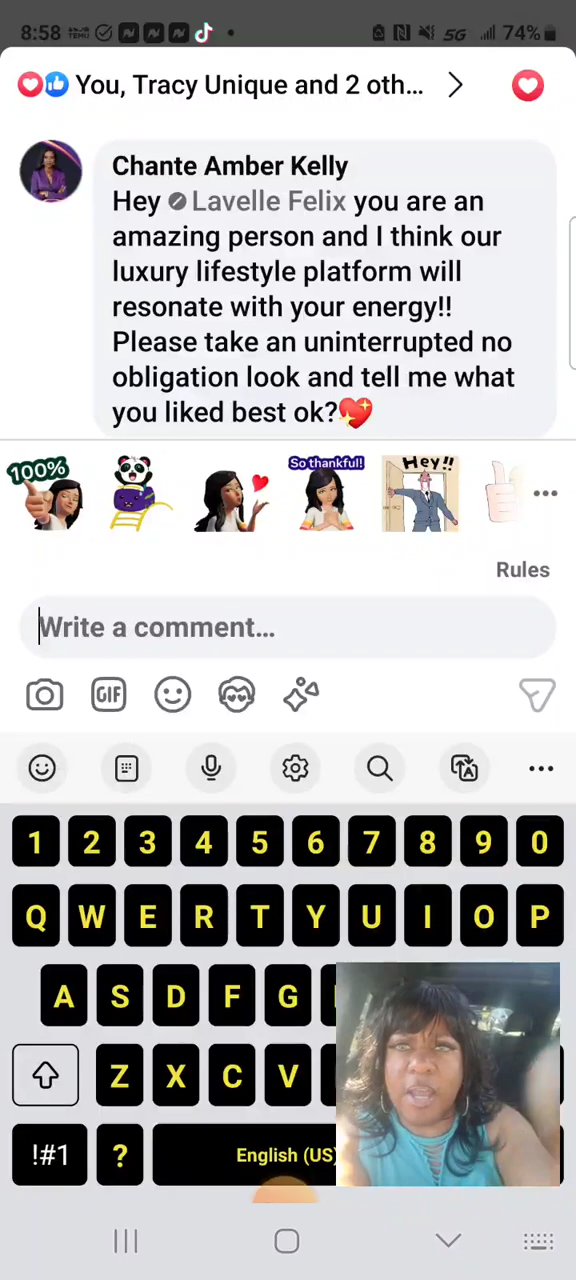 8:58 TEMU 5G 74%
You, Tracy Unique and 2 oth...
Chante Amber Kelly
Hey Lavelle Felix you are an
amazing person and I think our
luxury lifestyle platform will
resonate with your energy!!
Please take an uninterrupted no
obligation look and tell me what
you liked best ok?💖
100%
So thankful!
Hey!!
Rules
Write a comment...
GIF
1 2 3 4 5 6 7 8 9 0
Q W E R T Y U I O P
A S D F G
Z X C V
!#1 ? English (US)